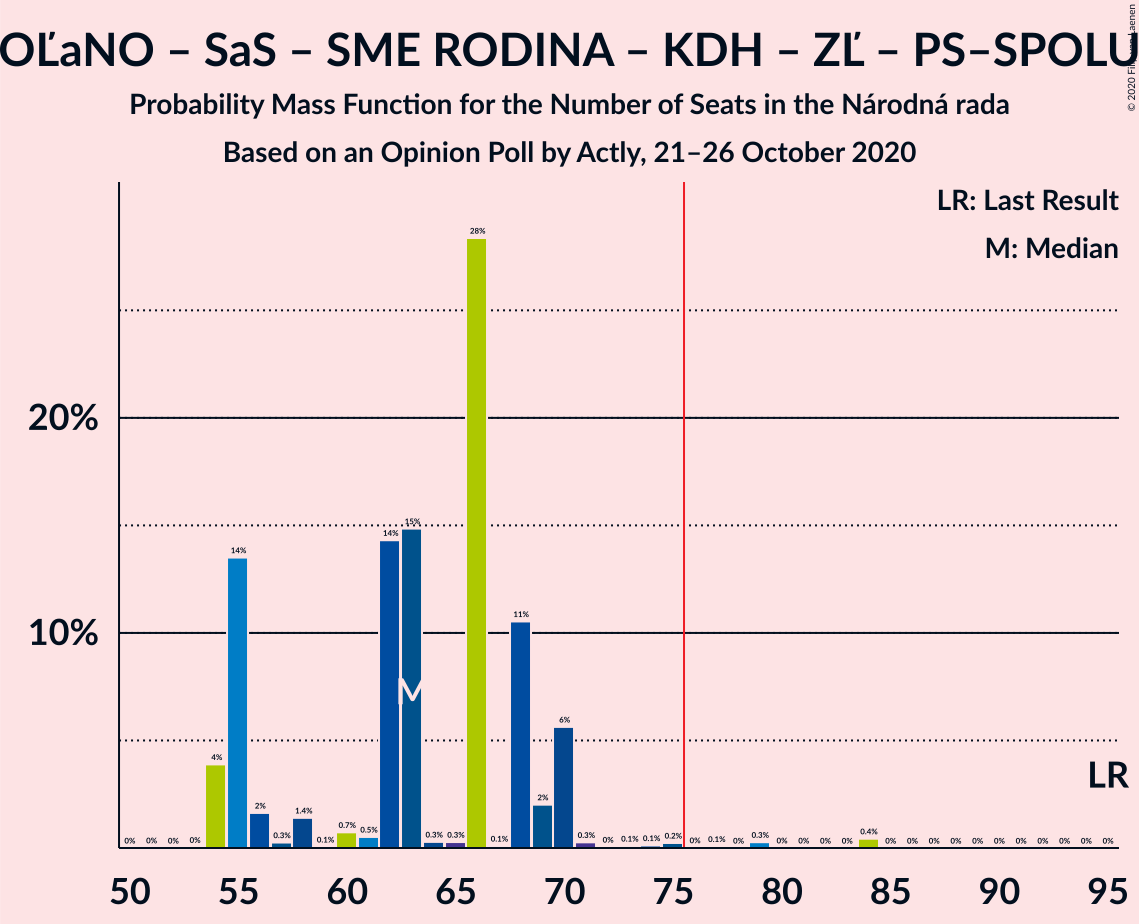 OĽaNO – SaS – SME RODINA – KDH – ZĽ – PS–SPOLU
Probability Mass Function for the Number of Seats in the Národná rada
Based on an Opinion Poll by Actly, 21–26 October 2020
© 2020 Filip van Laenen
LR: Last Result
M: Median
28%
20%
15%
14%
14%
11%
10%
M
6%
4%
LR
2%
2%
1.4%
0.7%
0.5%
0.4%
0% 0% 0% 0% 0.3% 0.1% 0.3% 0.3% 0.1% 0.3% 0% 0.1% 0.1% 0.2% 0% 0.1% 0% 0.3% 0% 0% 0% 0% 0% 0% 0% 0% 0% 0% 0% 0% 0% 0% 0%
50 55 60 65 70 75 80 85 90 95